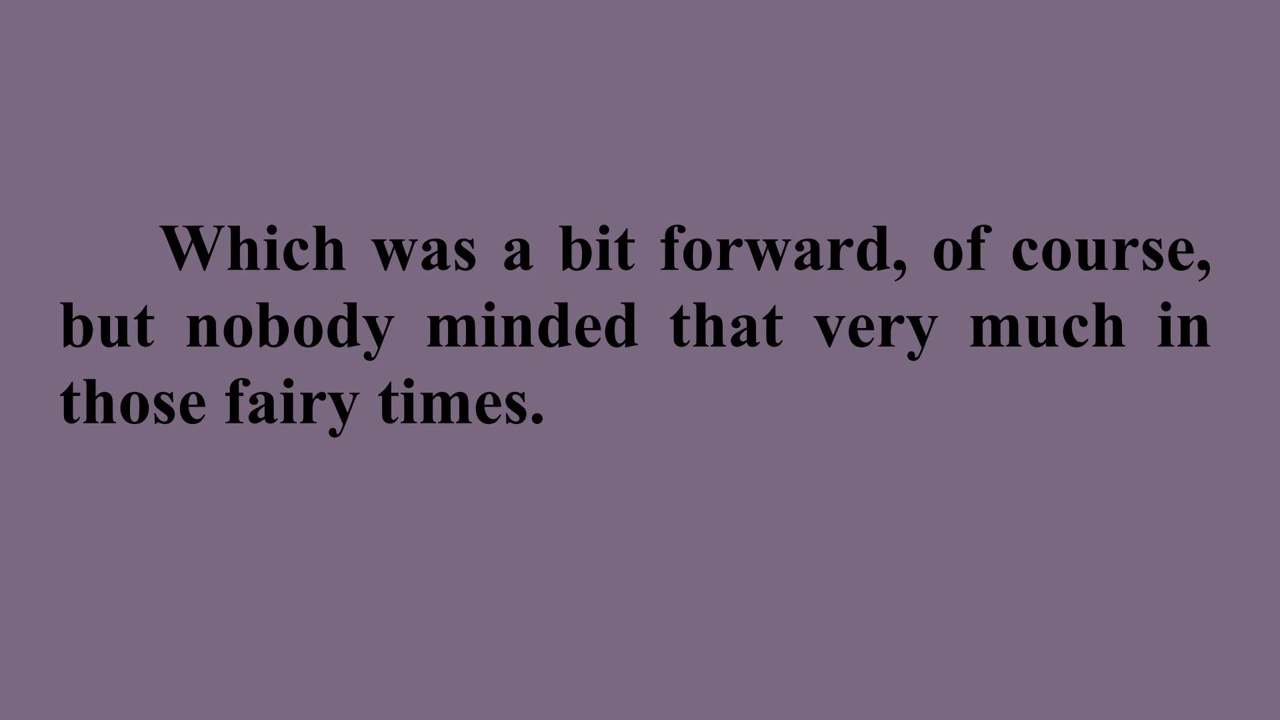 Which was a bit forward, of course,
but nobody minded that very much in
those fairy times.